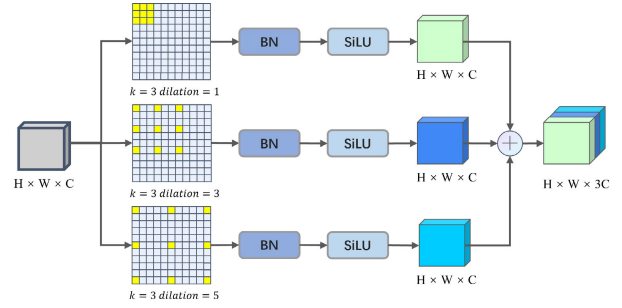 BN
SiLU
H × W × C
k = 3 dilation = 1
H × W × C
BN
SiLU
H × W × C
H × W × 3C
k = 3 dilation = 3
BN
SiLU
H × W × C
k = 3 dilation = 5